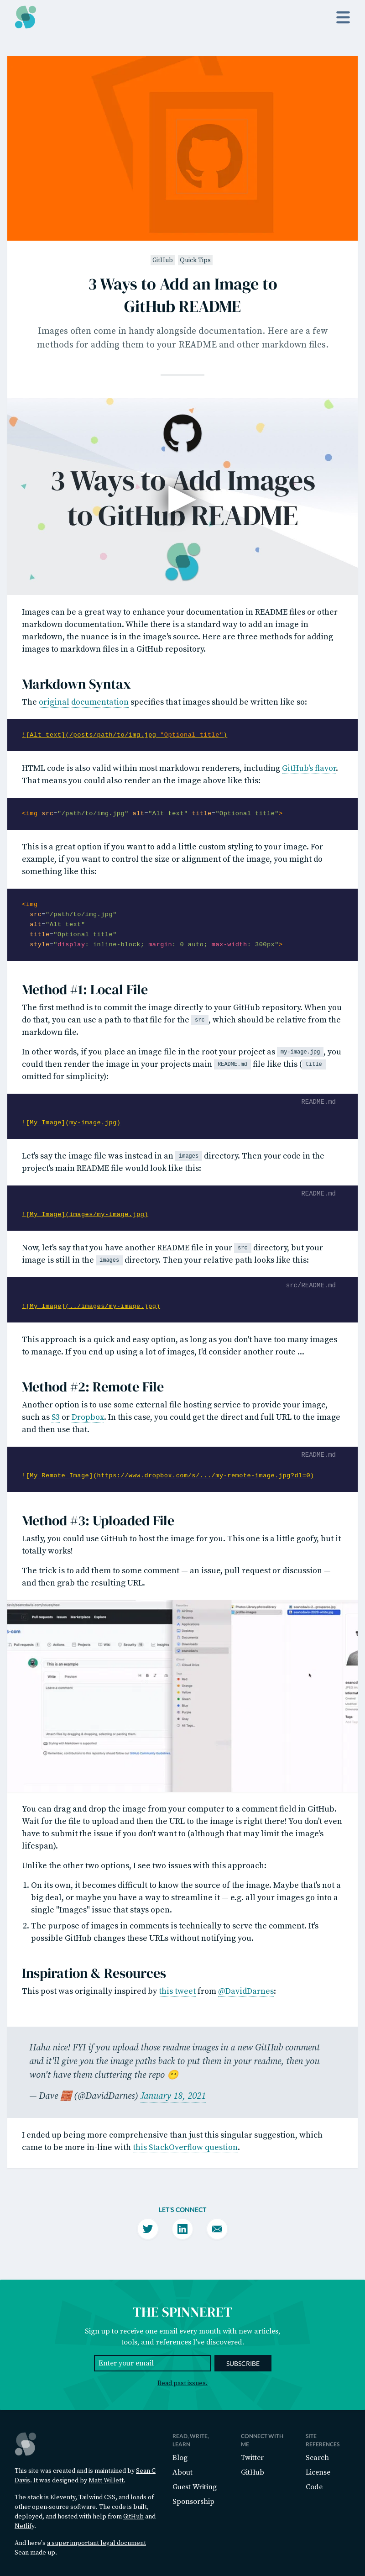 GitHub Quick Tips
3 Ways to Add an Image to
GitHub README
Images often come in handy alongside documentation. Here are a few
methods for adding them to your README and other markdown files.
3 Ways to Add Images
to GitHub README
Images can be a great way to enhance your documentation in README files or other
markdown documentation. While there is a standard way to add an image in
markdown, the nuance is in the image's source. Here are three methods for adding
images to markdown files in a GitHub repository.
Markdown Syntax
The original documentation specifies that images should be written like so:
![Alt text](/posts/path/to/img.jpg "Optional title")
HTML code is also valid within most markdown renderers, including GitHub's flavor.
That means you could also render an the image above like this:
<img src="/path/to/img.jpg" alt="Alt text" title="Optional title">
This is a great option if you want to add a little custom styling to your image. For
example, if you want to control the size or alignment of the image, you might do
something like this:
<img
src="/path/to/img.jpg"
alt="Alt text"
title="Optional title"
style="display: inline-block; margin: 0 auto; max-width: 300px">
Method #1: Local File
The first method is to commit the image directly to your GitHub repository. When you
do that, you can use a path to that file for the src, which should be relative from the
markdown file.
In other words, if you place an image file in the root your project as my-image.jpg, you
could then render the image in your projects main README.md file like this (title
omitted for simplicity):
README.md
![My Image](my-image.jpg)
Let's say the image file was instead in an images directory. Then your code in the
project's main README file would look like this:
README.md
![My Image](images/my-image.jpg)
Now, let's say that you have another README file in your src directory, but your
image is still in the images directory. Then your relative path looks like this:
src/README.md
![My Image](../images/my-image.jpg)
This approach is a quick and easy option, as long as you don't have too many images
to manage. If you end up using a lot of images, I'd consider another route ...
Method #2: Remote File
Another option is to use some external file hosting service to provide your image,
such as S3 or Dropbox. In this case, you could get the direct and full URL to the image
and then use that.
README.md
![My Remote Image](https://www.dropbox.com/s/.../my-remote-image.jpg?dl=0)
Method #3: Uploaded File
Lastly, you could use GitHub to host the image for you. This one is a little goofy, but it
totally works!
The trick is to add them to some comment — an issue, pull request or discussion —
and then grab the resulting URL.
This is an example
Write Preview
Leave a comment
You can drag and drop the image from your computer to a comment field in GitHub.
Wait for the file to upload and then the URL to the image is right there! You don't even
have to submit the issue if you don't want to (although that may limit the image's
lifespan).
Unlike the other two options, I see two issues with this approach:
1. On its own, it becomes difficult to know the source of the image. Maybe that's not a
big deal, or maybe you have a way to streamline it — e.g. all your images go into a
single "Images" issue that stays open.
2. The purpose of images in comments is technically to serve the comment. It's
possible GitHub changes these URLs without notifying you.
Inspiration & Resources
This post was originally inspired by this tweet from @DavidDarnes:
Haha nice! FYI if you upload those readme images in a new GitHub comment
and it'll give you the image paths back to put them in your readme, then you
won't have them cluttering the repo 🙂
— Dave 🧱 (@DavidDarnes) January 18, 2021
I ended up being more comprehensive than just this singular suggestion, which
came to be more in-line with this StackOverflow question.
LET'S CONNECT
THE SPINNERET
Sign up to receive one email every month with new articles,
tools, and references I've discovered.
Enter your email SUBSCRIBE
Read past issues.
This site was created and is maintained by Sean C
Davis. It was designed by Matt Willett.
The stack is Eleventy, Tailwind CSS, and loads of
other open-source software. The code is built,
deployed, and hosted with help from GitHub and
Netlify.
And here's a super important legal document
Sean made up.
READ, WRITE,
LEARN
Blog
About
Guest Writing
Sponsorship
CONNECT WITH
ME
Twitter
GitHub
SITE
REFERENCES
Search
License
Code